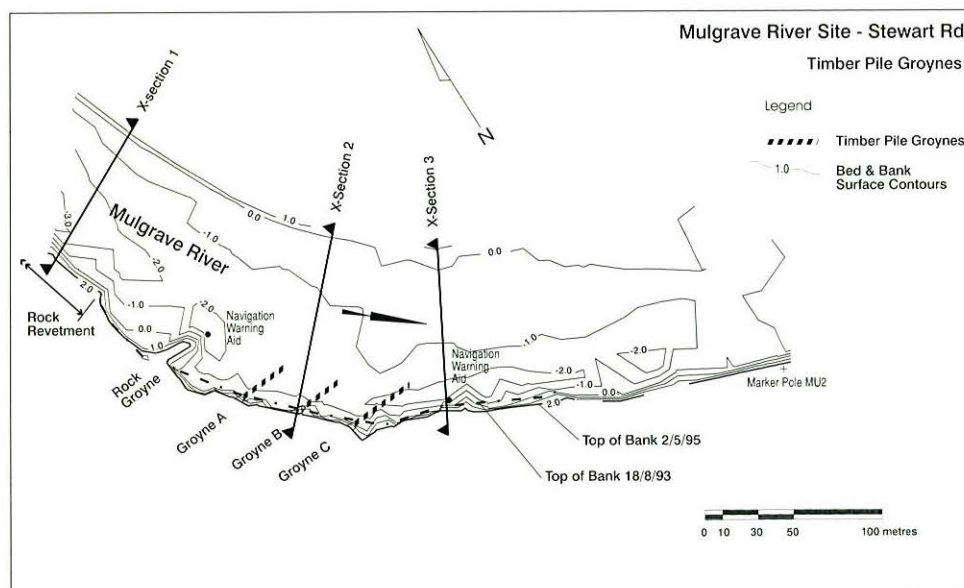 Mulgrave River Site - Stewart Rd
Timber Pile Groynes
Legend
Timber Pile Groynes
1.0
Bed & Bank
Surface Contours
N
X-section 1
X-Section 2
X-Section 3
Mulgrave River
0.0
1.0
0.0
-1.0
-3.0
-2.0
2.0
-1.0
-2.0
0.0
1.0
-1.0
-2.0
-2.0
-1.0
0.0
2.0
Rock
Revetment
Navigation
Warning
Aid
Navigation
Warning
Aid
Rock
Groyne
Groyne A
Groyne B
Groyne C
Marker Pole MU2
Top of Bank 2/5/95
Top of Bank 18/8/93
0 10 30 50 100 metres